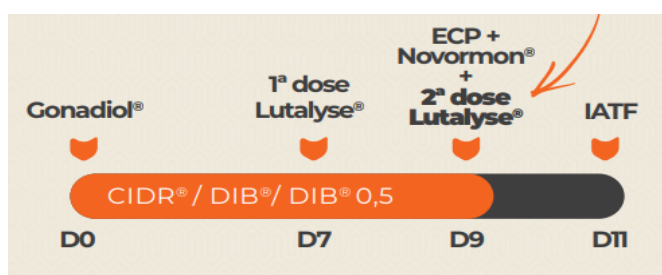 Gonadiol®
1ª dose
Lutalyse®
ECP +
Novormon®
+
2ª dose
Lutalyse®
IATF
CIDR® / DIB®/ DIB® 0,5
D0
D7
D9
D11